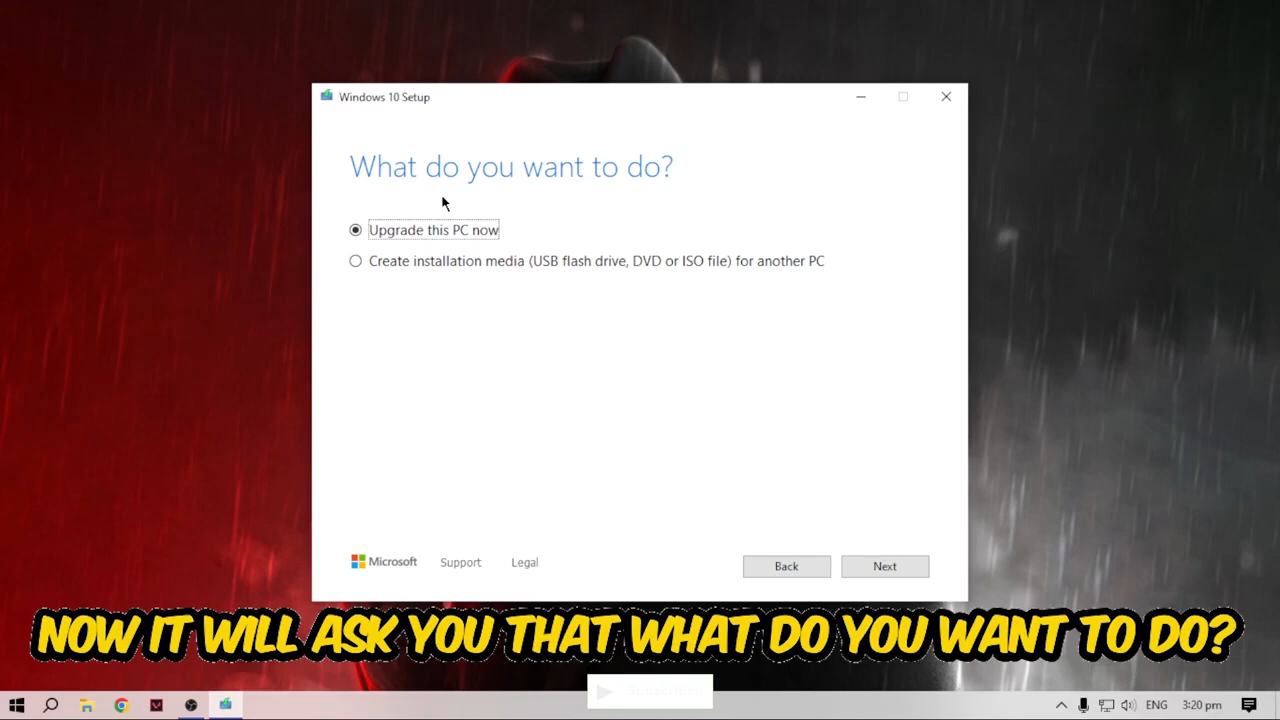 Windows 10 Setup
What do you want to do?
Upgrade this PC now
Create installation media (USB flash drive, DVD or ISO file) for another PC
Microsoft Support Legal Back Next
NOW IT WILL ASK YOU THAT WHAT DO YOU WANT TO DO?
ENG 3:20 pm